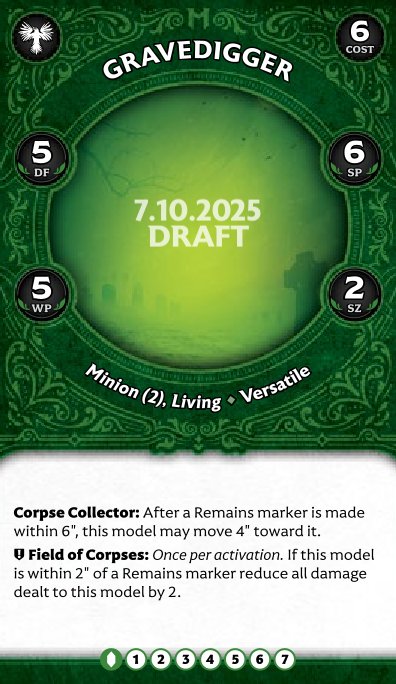 GRAVEDIGGER
6
COST
5
DF
6
SP
7.10.2025
DRAFT
5
WP
2
SZ
Minion (2), Living ♦ Versatile
Corpse Collector: After a Remains marker is made
within 6", this model may move 4" toward it.
Field of Corpses: Once per activation. If this model
is within 2" of a Remains marker reduce all damage
dealt to this model by 2.
1 2 3 4 5 6 7